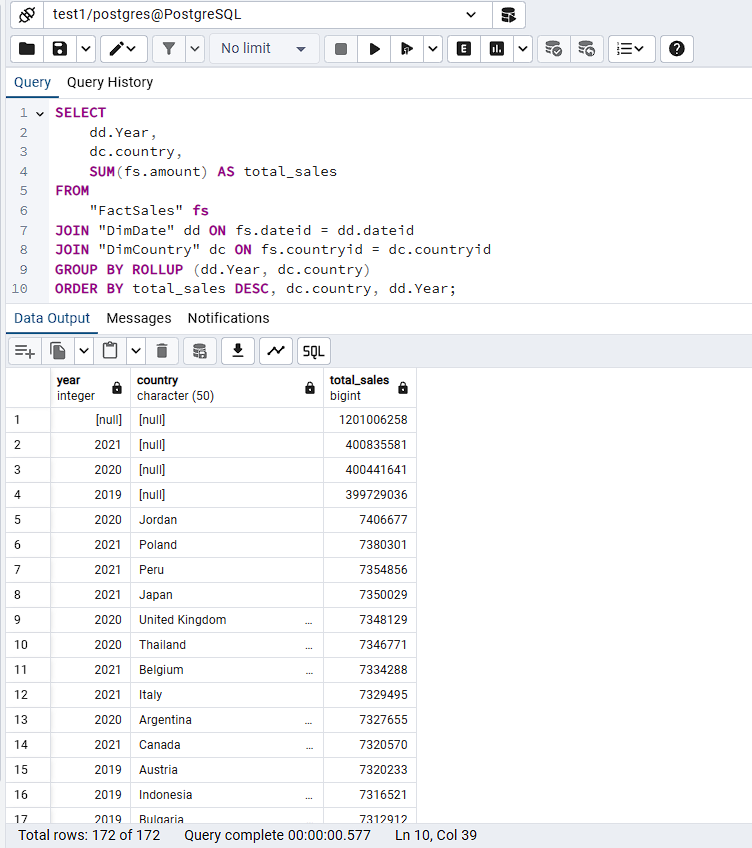 test1/postgres@PostgreSQL
No limit
Query Query History
1 SELECT
2 dd.Year,
3 dc.country,
4 SUM(fs.amount) AS total_sales
5 FROM
6 "FactSales" fs
7 JOIN "DimDate" dd ON fs.dateid = dd.dateid
8 JOIN "DimCountry" dc ON fs.countryid = dc.countryid
9 GROUP BY ROLLUP (dd.Year, dc.country)
10 ORDER BY total_sales DESC, dc.country, dd.Year;
Data Output Messages Notifications
SQL
year country total_sales
integer character (50) bigint
1 [null] [null] 1201006258
2 2021 [null] 400835581
3 2020 [null] 400441641
4 2019 [null] 399729036
5 2020 Jordan 7406677
6 2021 Poland 7380301
7 2021 Peru 7354856
8 2021 Japan 7350029
9 2020 United Kingdom ... 7348129
10 2020 Thailand ... 7346771
11 2021 Belgium ... 7334288
12 2021 Italy 7329495
13 2020 Argentina ... 7327655
14 2021 Canada ... 7320570
15 2019 Austria 7320233
16 2019 Indonesia ... 7316521
17 2019 Bulgaria 7312912
Total rows: 172 of 172 Query complete 00:00:00.577 Ln 10, Col 39